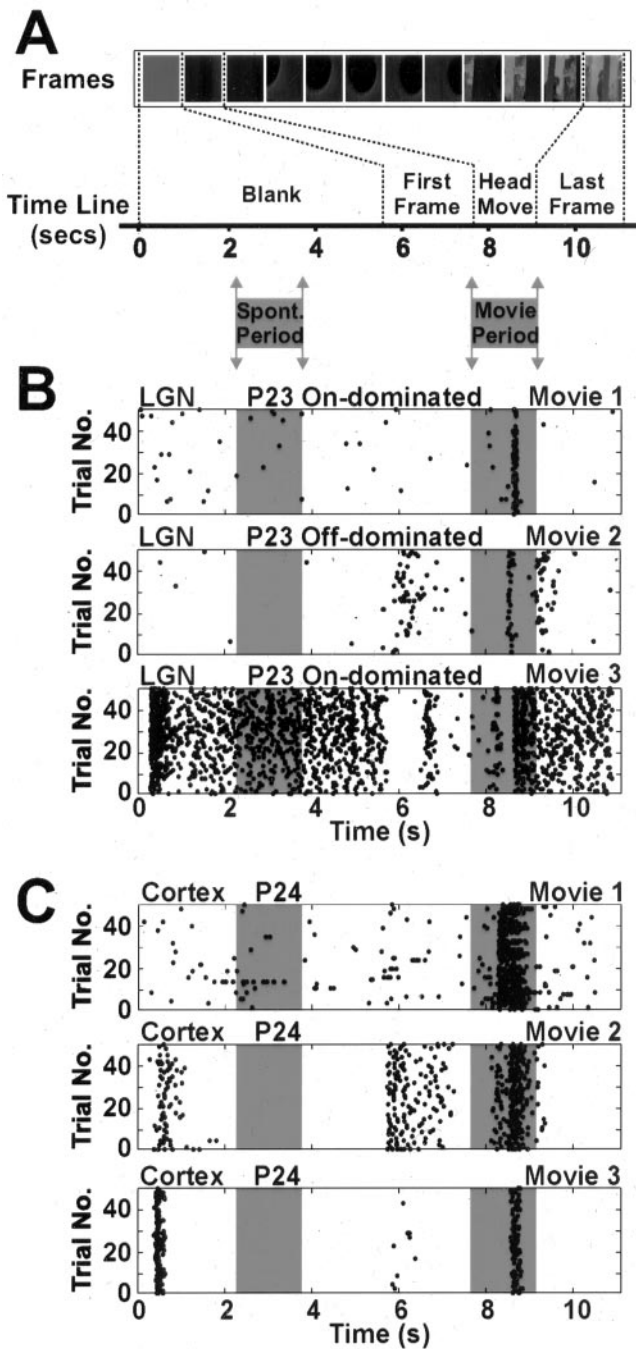 A
Frames
Blank
First Frame
Head Move
Last Frame
Time Line (secs)
0 2 4 6 8 10
Spont. Period
Movie Period
B
LGN P23 On-dominated Movie 1
Trial No.
40
20
0
LGN P23 Off-dominated Movie 2
Trial No.
40
20
0
LGN P23 On-dominated Movie 3
Trial No.
40
20
0
0 2 4 6 8 10
Time (s)
C
Cortex P24 Movie 1
Trial No.
40
20
0
Cortex P24 Movie 2
Trial No.
40
20
0
Cortex P24 Movie 3
Trial No.
40
20
0
0 2 4 6 8 10
Time (s)